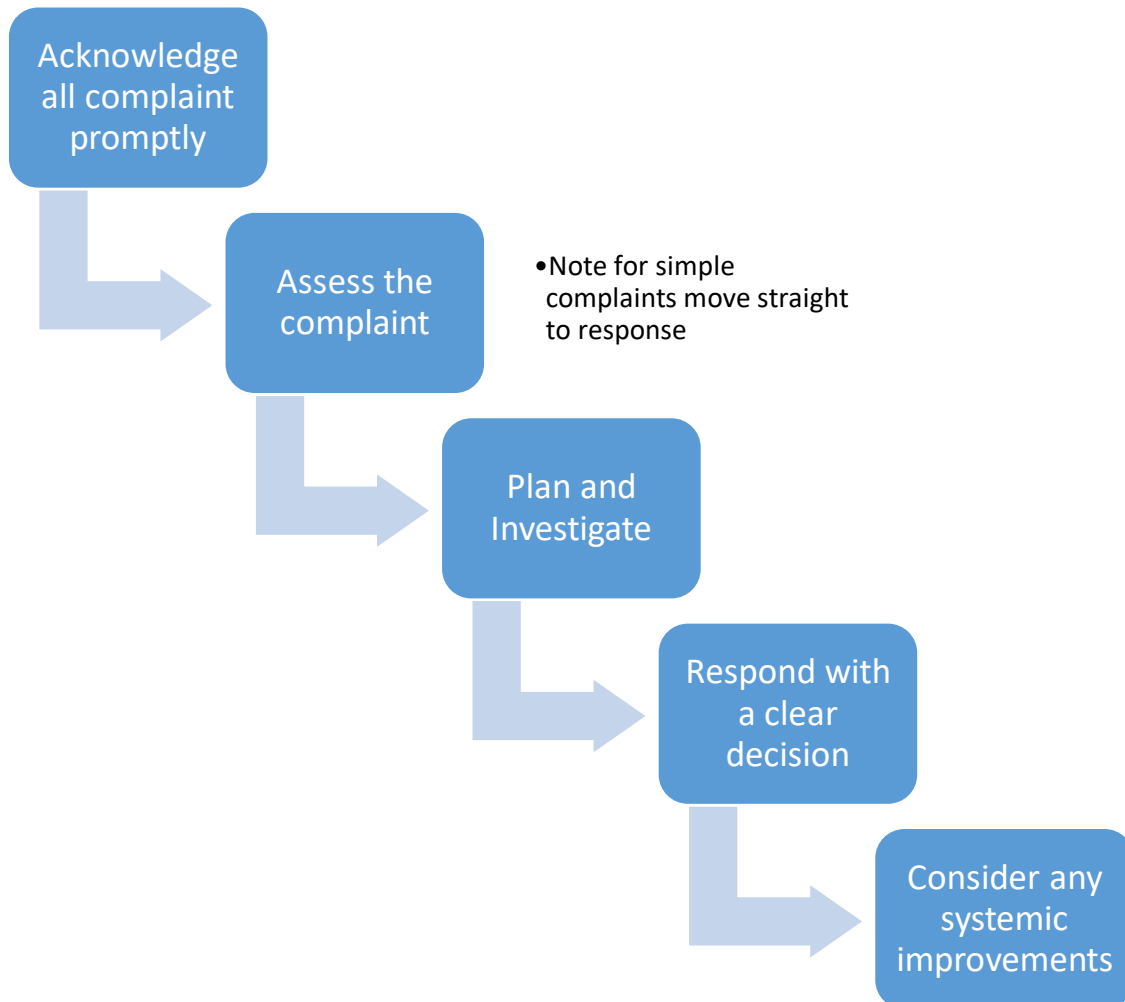 Acknowledge
all complaint
promptly
Assess the
complaint
•Note for simple
complaints move straight
to response
Plan and
Investigate
Respond with
a clear
decision
Consider any
systemic
improvements